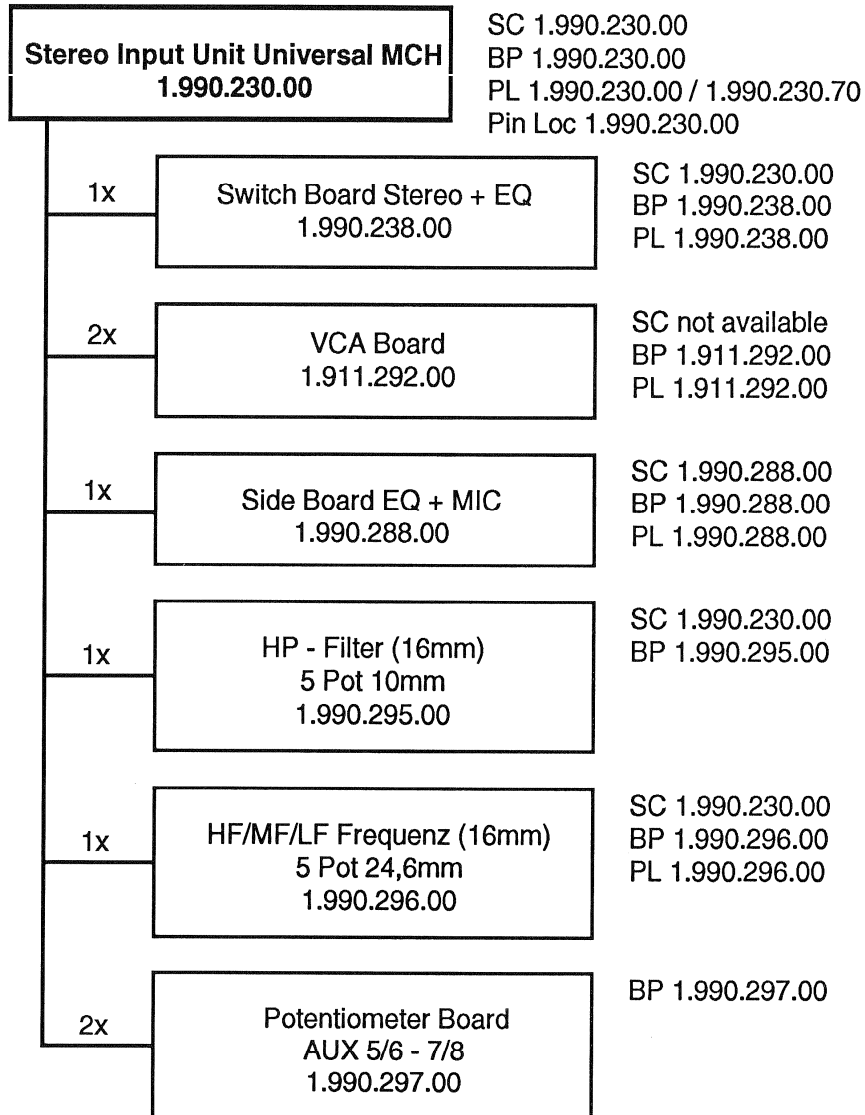 Stereo Input Unit Universal MCH
1.990.230.00
SC 1.990.230.00
BP 1.990.230.00
PL 1.990.230.00 / 1.990.230.70
Pin Loc 1.990.230.00
1x
Switch Board Stereo + EQ
1.990.238.00
SC 1.990.230.00
BP 1.990.238.00
PL 1.990.238.00
2x
VCA Board
1.911.292.00
SC not available
BP 1.911.292.00
PL 1.911.292.00
1x
Side Board EQ + MIC
1.990.288.00
SC 1.990.288.00
BP 1.990.288.00
PL 1.990.288.00
1x
HP - Filter (16mm)
5 Pot 10mm
1.990.295.00
SC 1.990.230.00
BP 1.990.295.00
1x
HF/MF/LF Frequenz (16mm)
5 Pot 24,6mm
1.990.296.00
SC 1.990.230.00
BP 1.990.296.00
PL 1.990.296.00
2x
Potentiometer Board
AUX 5/6 - 7/8
1.990.297.00
BP 1.990.297.00